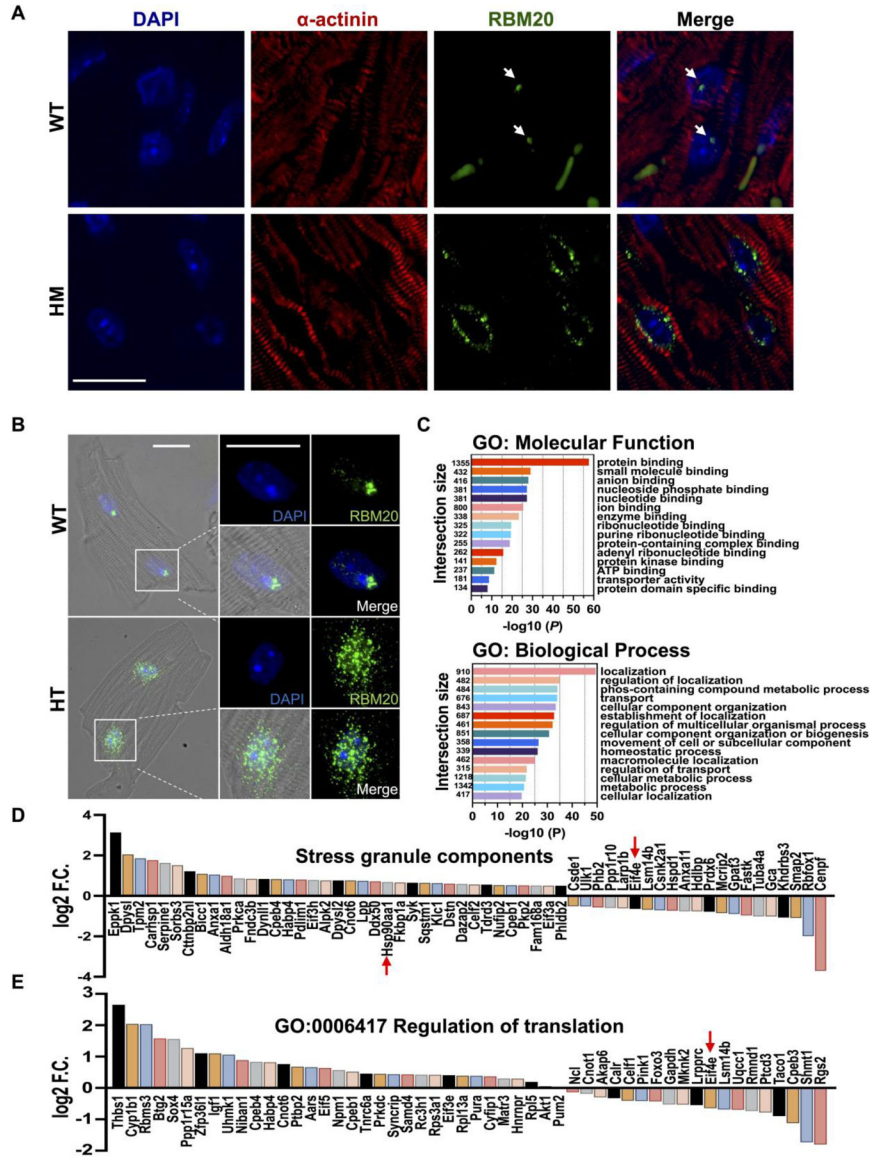 A
DAPI
α-actinin
RBM20
Merge
WT
HM
B
WT
DAPI
RBM20
Merge
HT
DAPI
RBM20
Merge
C
GO: Molecular Function
Intersection size
1355 protein binding
432 small molecule binding
416 anion binding
381 nucleoside phosphate binding
381 nucleotide binding
800 ion binding
338 enzyme binding
325 ribonucleotide binding
322 purine ribonucleotide binding
255 protein-containing complex binding
262 adenyl ribonucleotide binding
141 protein kinase binding
237 ATP binding
181 transporter activity
134 protein domain specific binding
0 10 20 30 40 50 60
-log10 (P)
GO: Biological Process
Intersection size
910 localization
482 regulation of localization
484 phos-containing compound metabolic process
676 transport
843 cellular component organization
687 establishment of localization
461 regulation of multicellular organismal process
851 cellular component organization or biogenesis
358 movement of cell or subcellular component
339 homeostatic process
462 macromolecule localization
315 regulation of transport
1218 cellular metabolic process
1342 metabolic process
417 cellular localization
0 10 20 30 40 50
-log10 (P)
D
Stress granule components
log2 F.C.
4
2
0
-2
-4
Eppk1
Dpysl
Tpm2
Carhsp1
Serpine1
Sorbs3
Cttnbp2nl
Bicc1
Anxa1
Aldh18a1
Prkca
Fndc3b
Dynll1
Cpeb4
Habp4
Pdlim1
Eif3h
Alpk2
Dpysl2
Cnot6
Lpp
Ddx50
Hsp90aa1
Fkbp1a
Syk
Sqstm1
Klc1
Dstn
Dazap2
Celf2
Tdrd3
Nufip2
Cpeb1
Pkp2
Fam168a
Eif3e
Phldb2
Csde1
Ulk1
Phb2
Ppp1r10
Larp1b
Eif4e
Lsm14b
Csnk2a1
Hspd1
Anxa11
Hdlbp
Prdx6
Mcrip2
Gpaf3
Fastk
Tuba4a
Gca
Khdrbs3
Smap2
Rbfox1
Cenpf
E
GO:0006417 Regulation of translation
log2 F.C.
3
2
1
0
-1
-2
Thbs1
Cyp1b1
Rbms3
Btg2
Sox4
Ppp1r15a
Zfp36l1
Igf1
Uhmk1
Niban1
Cpeb4
Habp4
Cnot6
Ptbp2
Aars
Eif5
Npm1
Cpeb1
Tnrc6a
Prkdc
Syncrip
Samd4
Rc3h1
Rps3a1
Eif3e
Rpl13a
Pura
Cyfip1
Matr3
Hnrnpr
Rpl5
Akt1
Pum2
Ncl
Cnot1
Akap6
Calr
Celf1
Pink1
Foxo3
Gapdh
Mknk2
Lrpprc
Eif4e
Lsm14b
Uqcc1
Rmnd1
Ptcd3
Taco1
Cpeb3
Shmt1
Rgs2